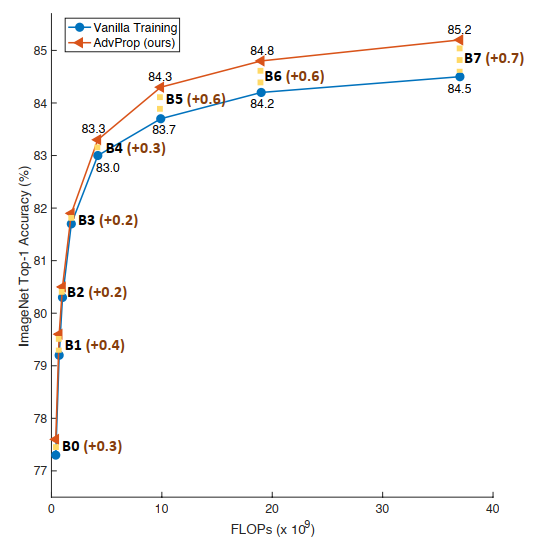 Vanilla Training
AdvProp (ours)
ImageNet Top-1 Accuracy (%)
85
84
83
82
81
80
79
78
77
85.2
B7 (+0.7)
84.5
84.8
B6 (+0.6)
84.2
84.3
B5 (+0.6)
83.7
83.3
B4 (+0.3)
83.0
B3 (+0.2)
B2 (+0.2)
B1 (+0.4)
B0 (+0.3)
0 10 20 30 40
FLOPs (x 10⁹)